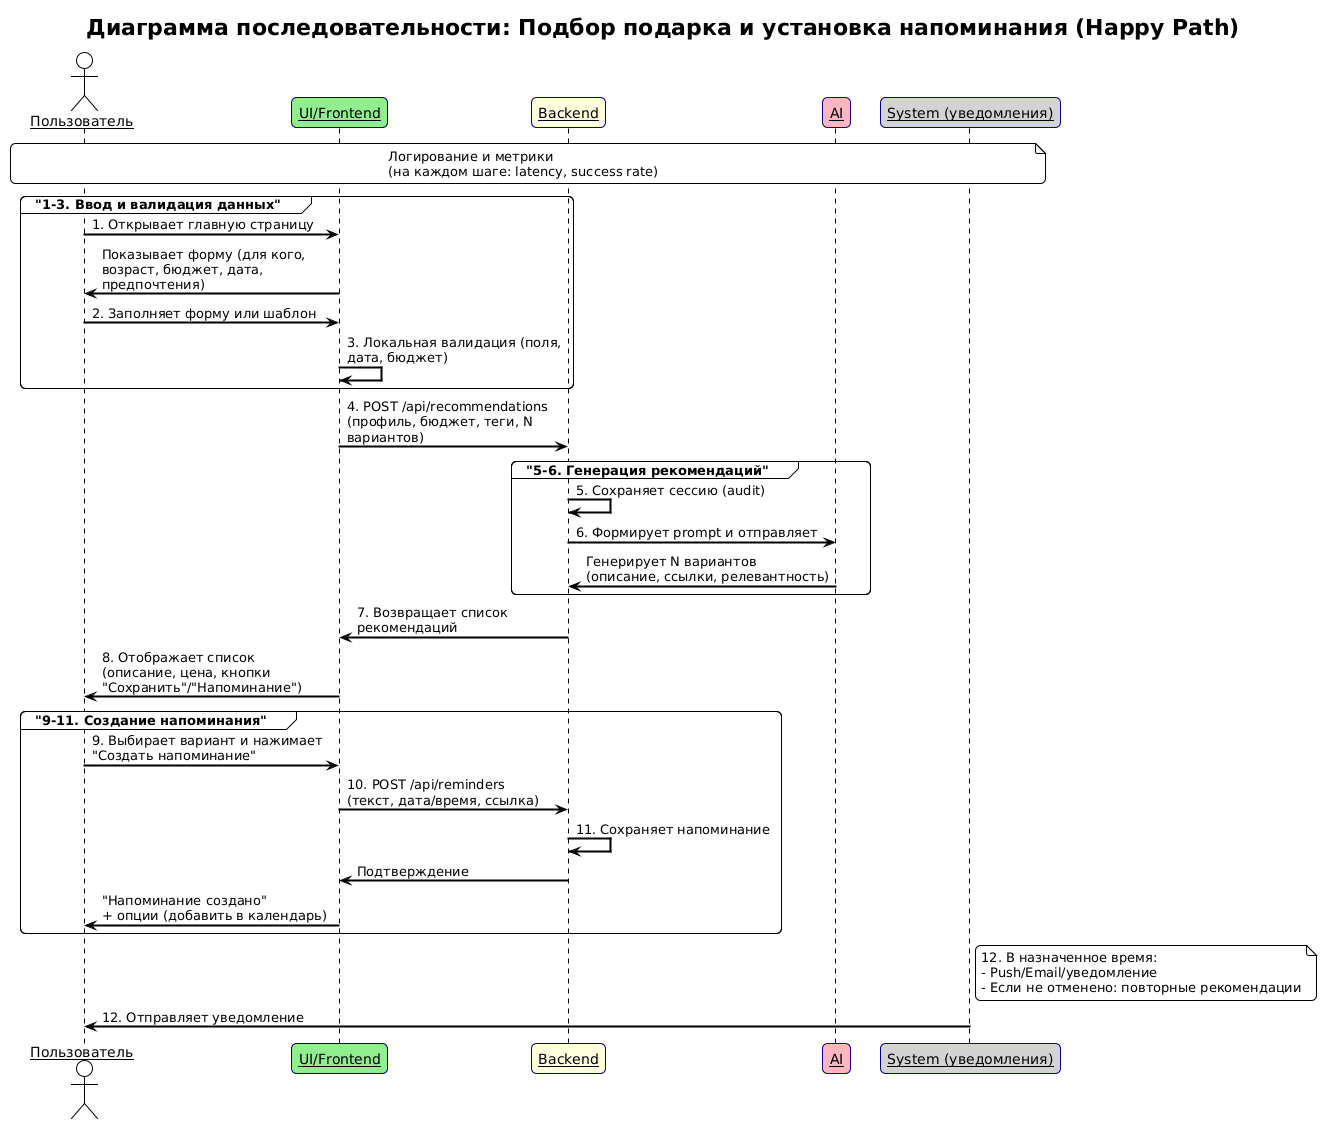 Диаграмма последовательности: Подбор подарка и установка напоминания (Happy Path)
Пользователь
UI/Frontend
Backend
AI
System (уведомления)
Логирование и метрики
(на каждом шаге: latency, success rate)
"1-3. Ввод и валидация данных"
1. Открывает главную страницу
Показывает форму (для кого,
возраст, бюджет, дата,
предпочтения)
2. Заполняет форму или шаблон
3. Локальная валидация (поля,
дата, бюджет)
4. POST /api/recommendations
(профиль, бюджет, теги, N
вариантов)
"5-6. Генерация рекомендаций"
5. Сохраняет сессию (audit)
6. Формирует prompt и отправляет
Генерирует N вариантов
(описание, ссылки, релевантность)
7. Возвращает список
рекомендаций
8. Отображает список
(описание, цена, кнопки
"Сохранить"/"Напоминание")
"9-11. Создание напоминания"
9. Выбирает вариант и нажимает
"Создать напоминание"
10. POST /api/reminders
(текст, дата/время, ссылка)
11. Сохраняет напоминание
Подтверждение
"Напоминание создано"
+ опции (добавить в календарь)
12. В назначенное время:
- Push/Email/уведомление
- Если не отменено: повторные рекомендации
12. Отправляет уведомление
Пользователь
UI/Frontend
Backend
AI
System (уведомления)